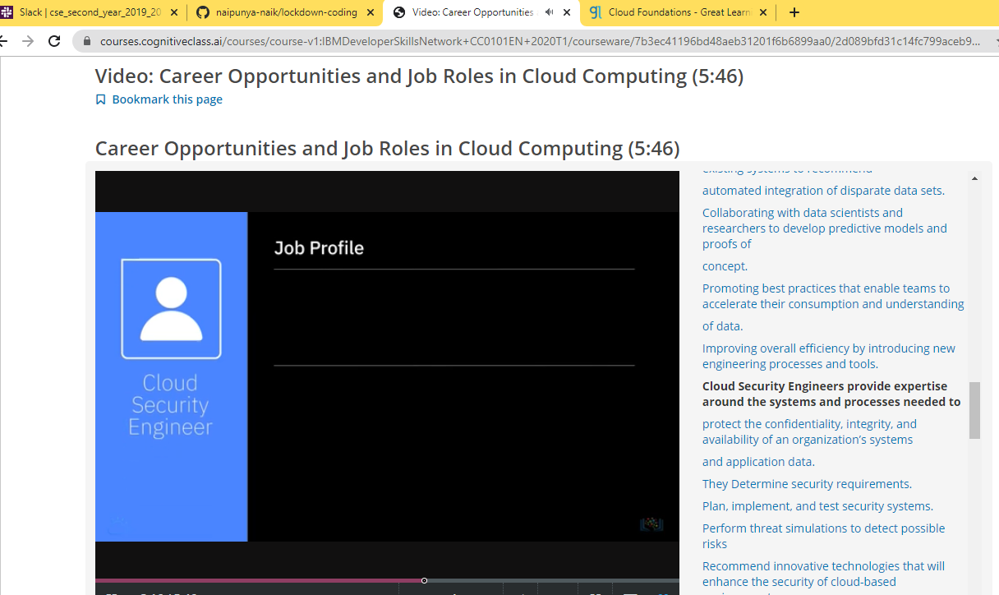 Slack | cse_second_year_2019_20
naipunya-naik/lockdown-coding
Video: Career Opportunities
Cloud Foundations - Great Learn
courses.cognitiveclass.ai/courses/course-v1:IBMDeveloperSkillsNetwork+CC0101EN+2020T1/courseware/7b3ec41196bd48aeb31201f6b6899aa0/2d089bfd31c14fc799aceb9...
Video: Career Opportunities and Job Roles in Cloud Computing (5:46)
Bookmark this page
Career Opportunities and Job Roles in Cloud Computing (5:46)
Job Profile
Cloud
Security
Engineer
existing systems to recommend
automated integration of disparate data sets.
Collaborating with data scientists and
researchers to develop predictive models and
proofs of
concept.
Promoting best practices that enable teams to
accelerate their consumption and understanding
of data.
Improving overall efficiency by introducing new
engineering processes and tools.
Cloud Security Engineers provide expertise
around the systems and processes needed to
protect the confidentiality, integrity, and
availability of an organization's systems
and application data.
They Determine security requirements.
Plan, implement, and test security systems.
Perform threat simulations to detect possible
risks
Recommend innovative technologies that will
enhance the security of cloud-based